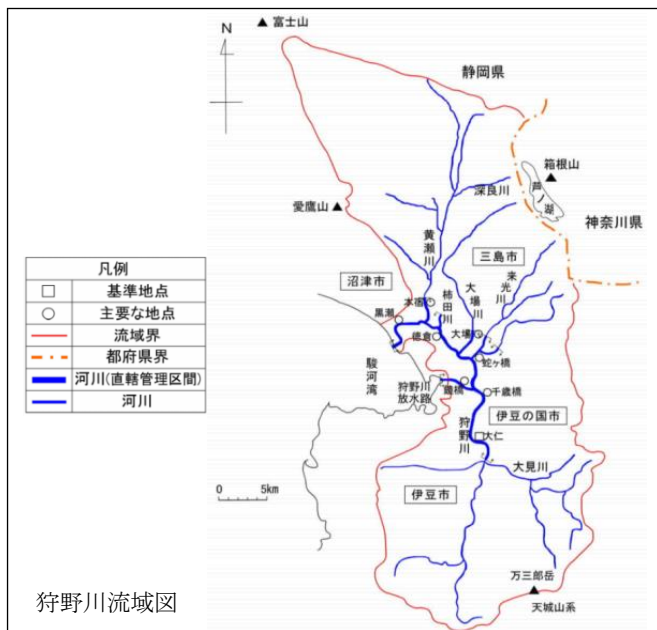 富士山
N
静岡県
箱根山
芦ノ湖
深良川
愛鷹山
神奈川県
黄瀬川
三島市
沼津市
来光川
大場川
柿田川
本宿
黒瀬
大場
徳倉
蛇ヶ橋
駿河湾
狩野川
放水路
墹橋
千歳橋
伊豆の国市
狩野川
大仁
大見川
伊豆市
0 5km
万三郎岳
天城山系
凡例
基準地点
主要な地点
流域界
都府県界
河川(直轄管理区間)
河川
狩野川流域図